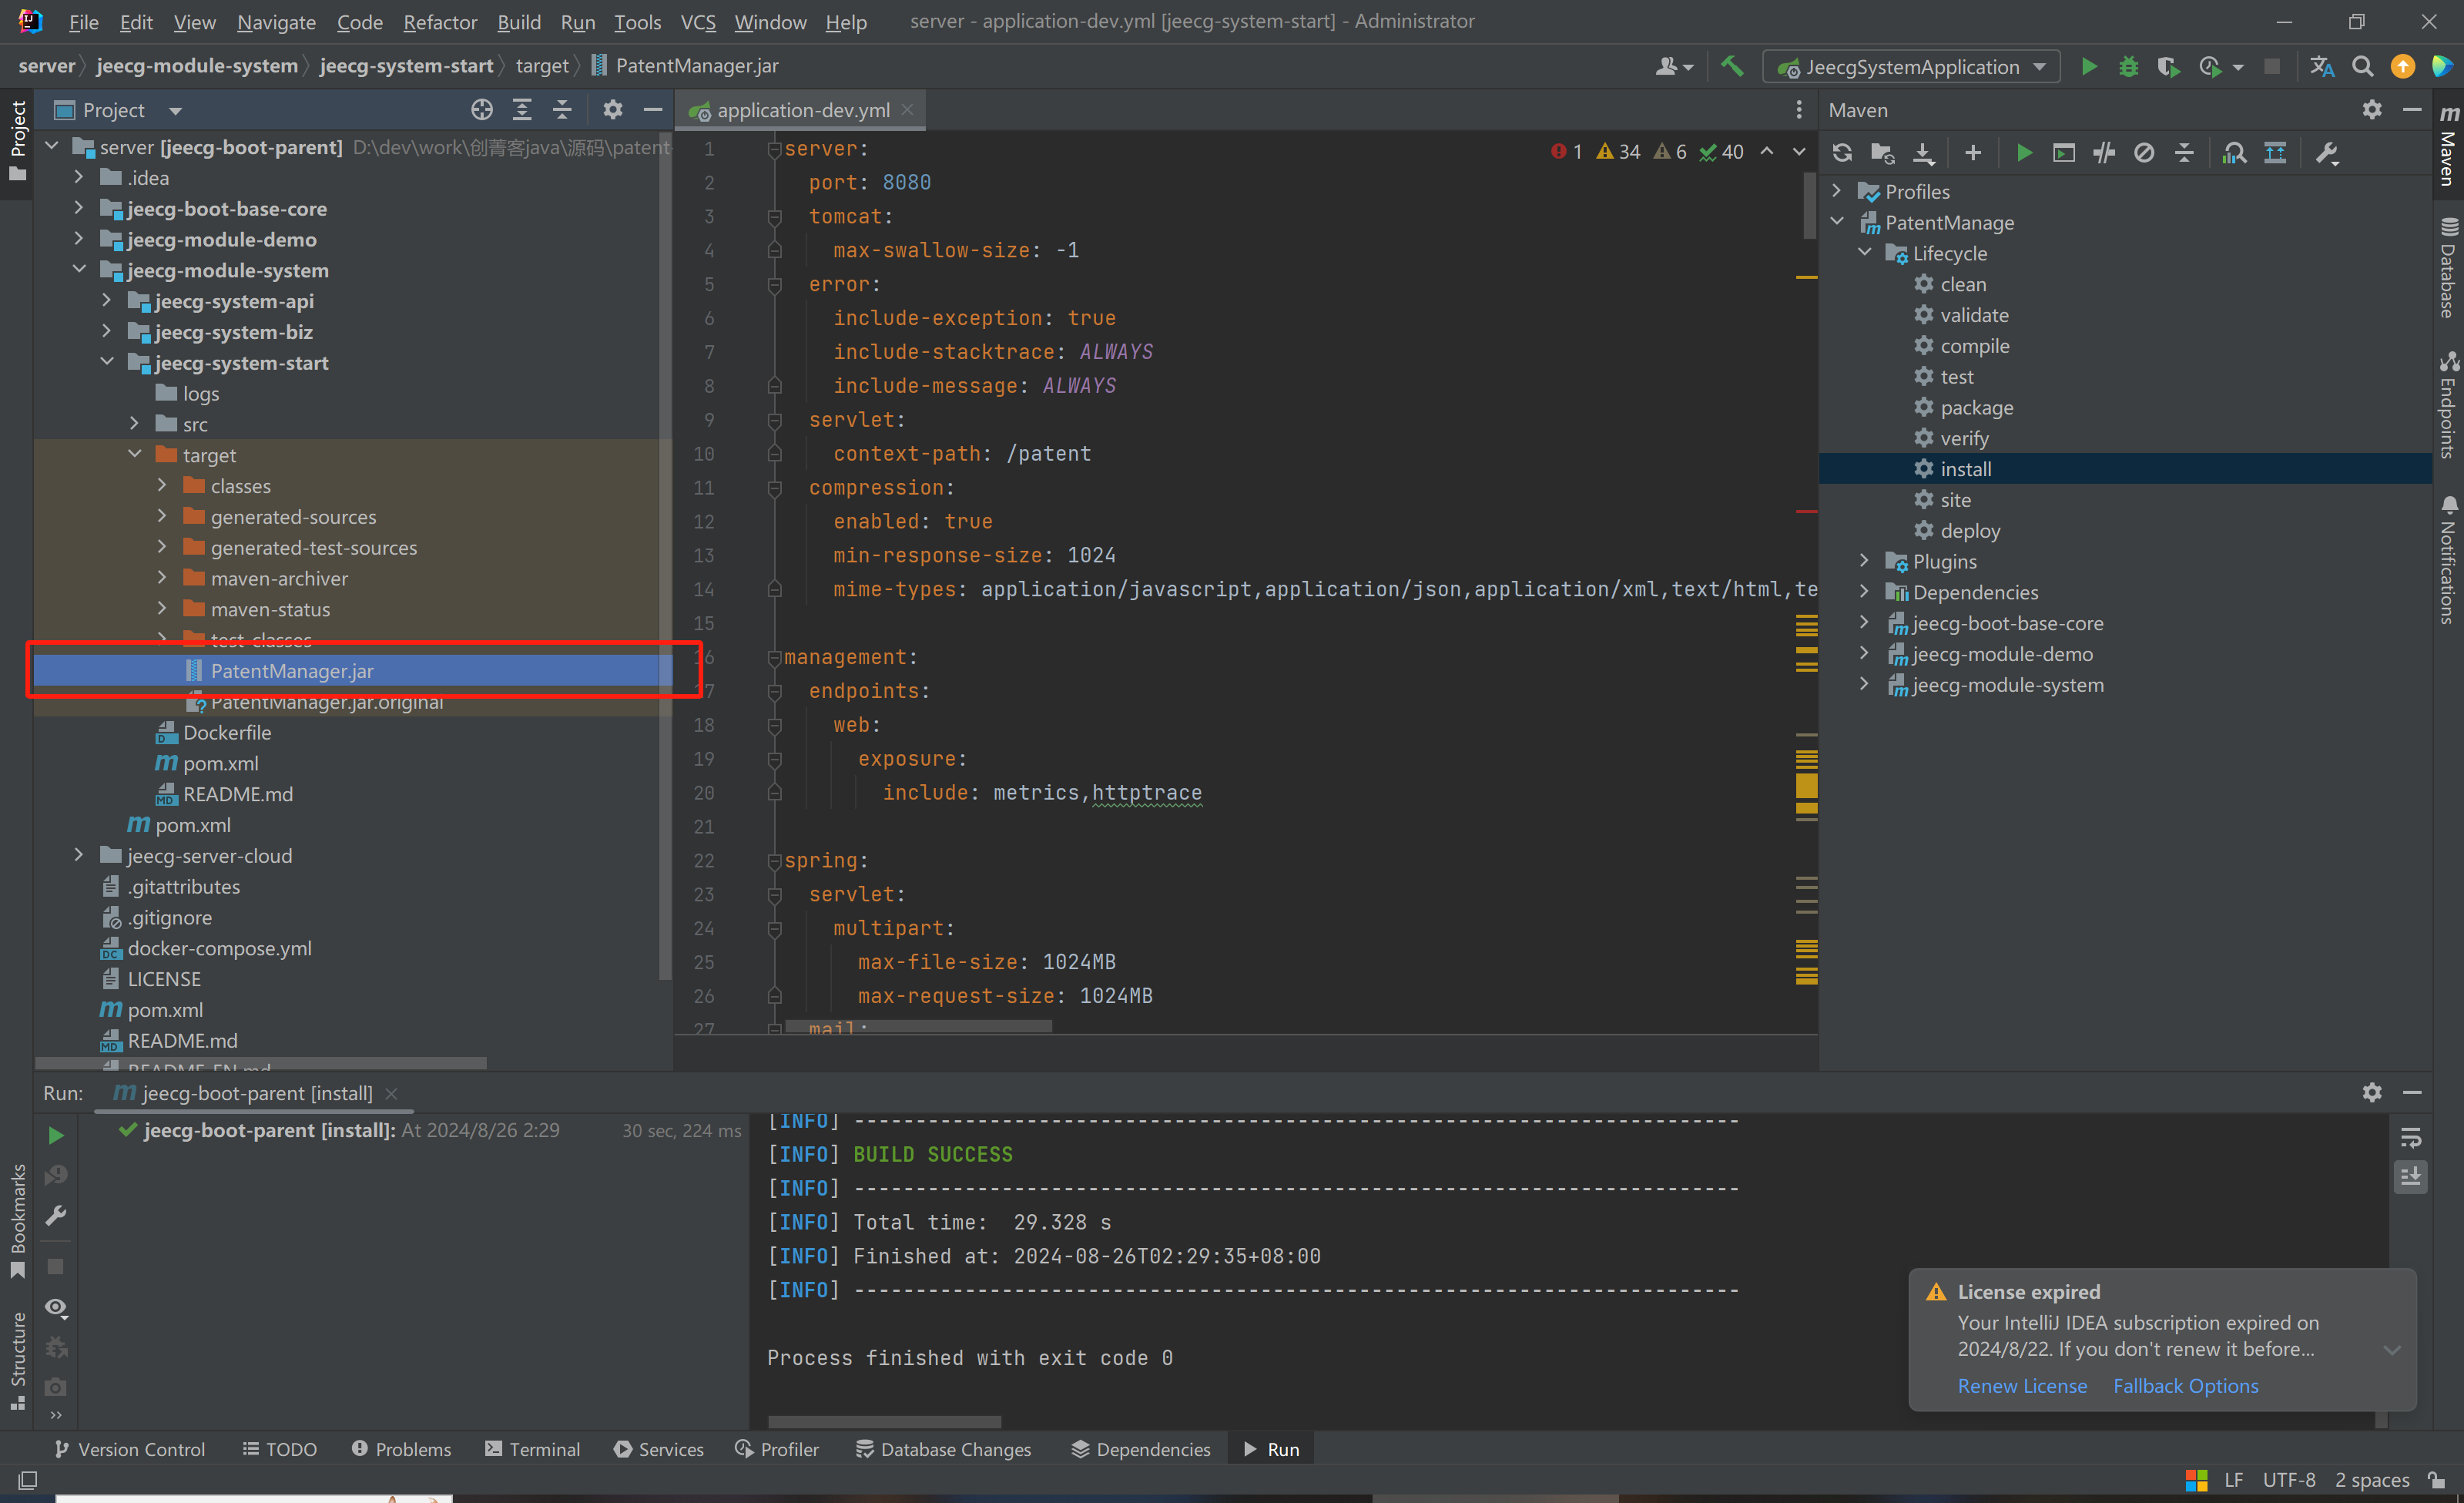 File Edit View Navigate Code Refactor Build Run Tools VCS Window Help server - application-dev.yml [jeecg-system-start] - Administrator
server jeecg-module-system jeecg-system-start target PatentManager.jar JeecgSystemApplication
Project
Project
application-dev.yml
Maven
Maven
server [jeecg-boot-parent] D:\dev\work\创菁客java\源码\patent-
.idea
jeecg-boot-base-core
jeecg-module-demo
jeecg-module-system
jeecg-system-api
jeecg-system-biz
jeecg-system-start
logs
src
target
classes
generated-sources
generated-test-sources
maven-archiver
maven-status
test-classes
PatentManager.jar
PatentManager.jar.original
Dockerfile
pom.xml
README.md
pom.xml
jeecg-server-cloud
.gitattributes
.gitignore
docker-compose.yml
LICENSE
pom.xml
README.md
README-EN.md
1 34 6 40
1 server:
2 port: 8080
3 tomcat:
4 max-swallow-size: -1
5 error:
6 include-exception: true
7 include-stacktrace: ALWAYS
8 include-message: ALWAYS
9 servlet:
10 context-path: /patent
11 compression:
12 enabled: true
13 min-response-size: 1024
14 mime-types: application/javascript,application/json,application/xml,text/html,te
15
16 management:
17 endpoints:
18 web:
19 exposure:
20 include: metrics,httptrace
21
22 spring:
23 servlet:
24 multipart:
25 max-file-size: 1024MB
26 max-request-size: 1024MB
27 mail:
Profiles
PatentManage
Lifecycle
clean
validate
compile
test
package
verify
install
site
deploy
Plugins
Dependencies
jeecg-boot-base-core
jeecg-module-demo
jeecg-module-system
Database
Endpoints
Notifications
Run: jeecg-boot-parent [install]
jeecg-boot-parent [install]: At 2024/8/26 2:29 30 sec, 224 ms
[INFO] ------------------------------------------------------------------------
[INFO] BUILD SUCCESS
[INFO] ------------------------------------------------------------------------
[INFO] Total time: 29.328 s
[INFO] Finished at: 2024-08-26T02:29:35+08:00
[INFO] ------------------------------------------------------------------------
Process finished with exit code 0
Bookmarks
Structure
License expired
Your IntelliJ IDEA subscription expired on
2024/8/22. If you don't renew it before...
Renew License Fallback Options
Version Control TODO Problems Terminal Services Profiler Database Changes Dependencies Run
LF UTF-8 2 spaces